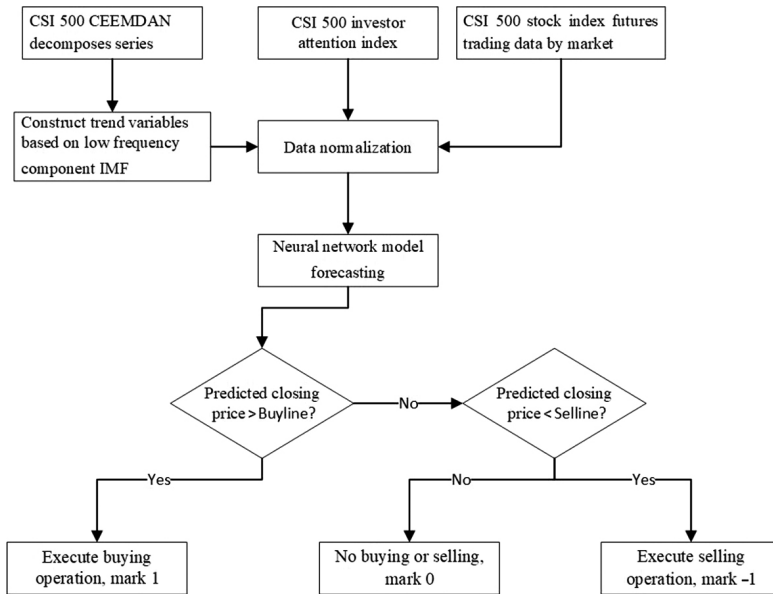 CSI 500 CEEMDAN
decomposes series
CSI 500 investor
attention index
CSI 500 stock index futures
trading data by market
Construct trend variables
based on low frequency
component IMF
Data normalization
Neural network model
forecasting
Predicted closing
price > Buyline?
No
Predicted closing
price < Selline?
Yes
No
Yes
Execute buying
operation, mark 1
No buying or selling,
mark 0
Execute selling
operation, mark –1